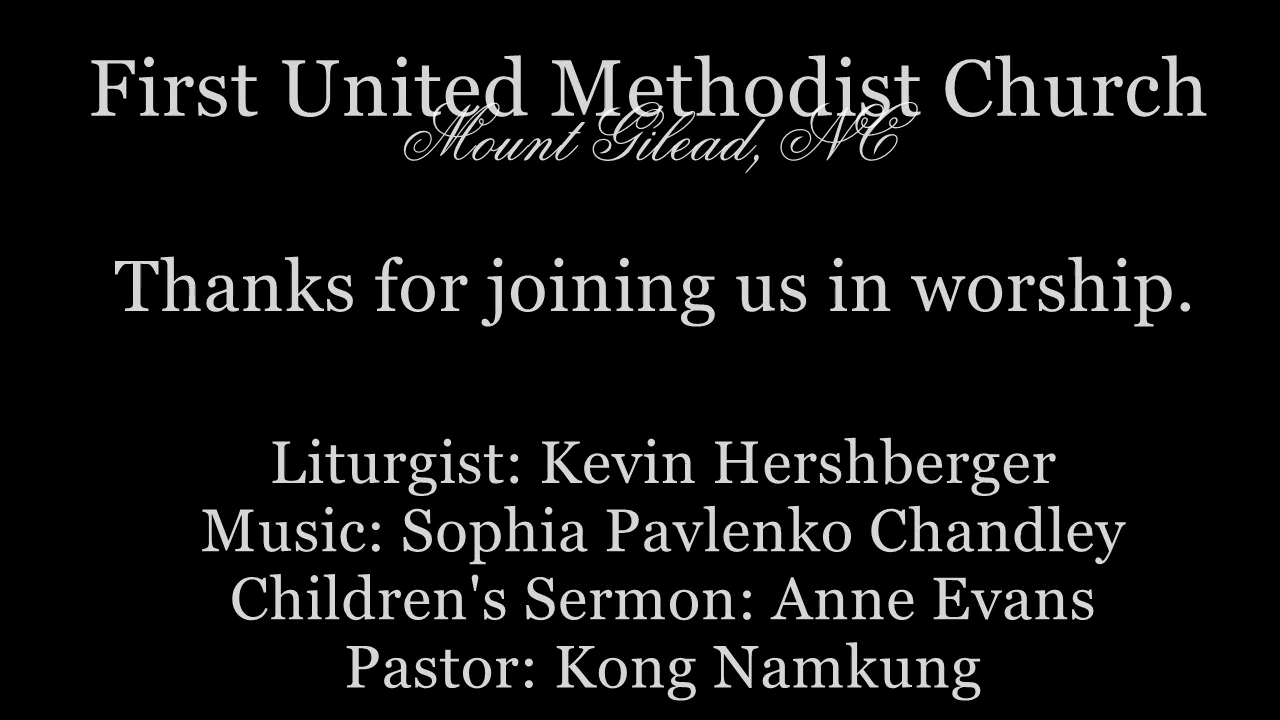 First United Methodist Church
Mount Gilead, NC
Thanks for joining us in worship.
Liturgist: Kevin Hershberger
Music: Sophia Pavlenko Chandley
Children's Sermon: Anne Evans
Pastor: Kong Namkung